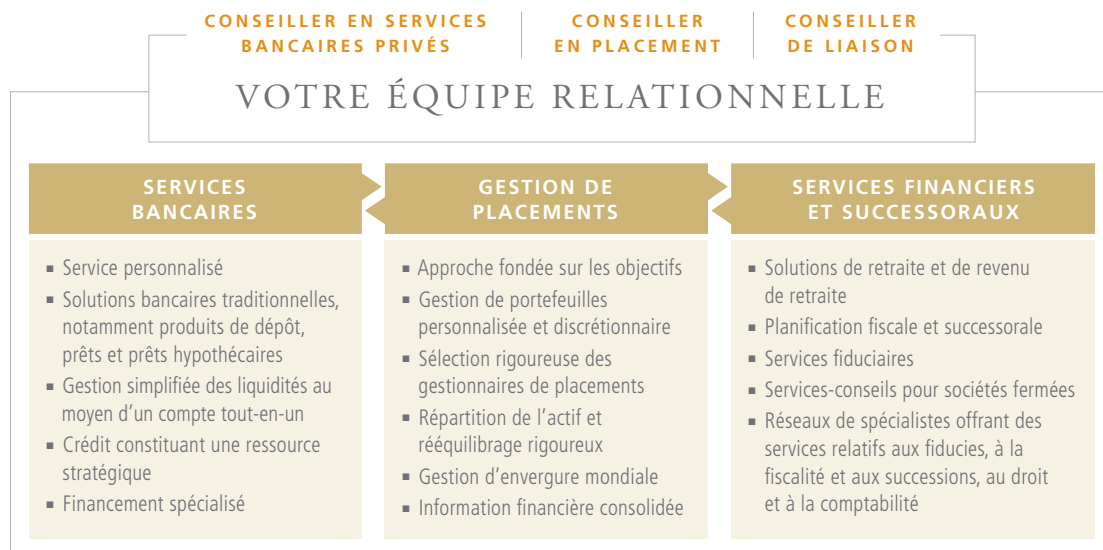 CONSEILLER EN SERVICES
BANCAIRES PRIVÉS
CONSEILLER
EN PLACEMENT
CONSEILLER
DE LIAISON
VOTRE ÉQUIPE RELATIONNELLE
SERVICES
BANCAIRES
▪ Service personnalisé
▪ Solutions bancaires traditionnelles,
notamment produits de dépôt,
prêts et prêts hypothécaires
▪ Gestion simplifiée des liquidités au
moyen d’un compte tout-en-un
▪ Crédit constituant une ressource
stratégique
▪ Financement spécialisé
GESTION DE
PLACEMENTS
▪ Approche fondée sur les objectifs
▪ Gestion de portefeuilles
personnalisée et discrétionnaire
▪ Sélection rigoureuse des
gestionnaires de placements
▪ Répartition de l’actif et
rééquilibrage rigoureux
▪ Gestion d’envergure mondiale
▪ Information financière consolidée
SERVICES FINANCIERS
ET SUCCESSORAUX
▪ Solutions de retraite et de revenu
de retraite
▪ Planification fiscale et successorale
▪ Services fiduciaires
▪ Services-conseils pour sociétés fermées
▪ Réseaux de spécialistes offrant des
services relatifs aux fiducies, à la
fiscalité et aux successions, au droit
et à la comptabilité